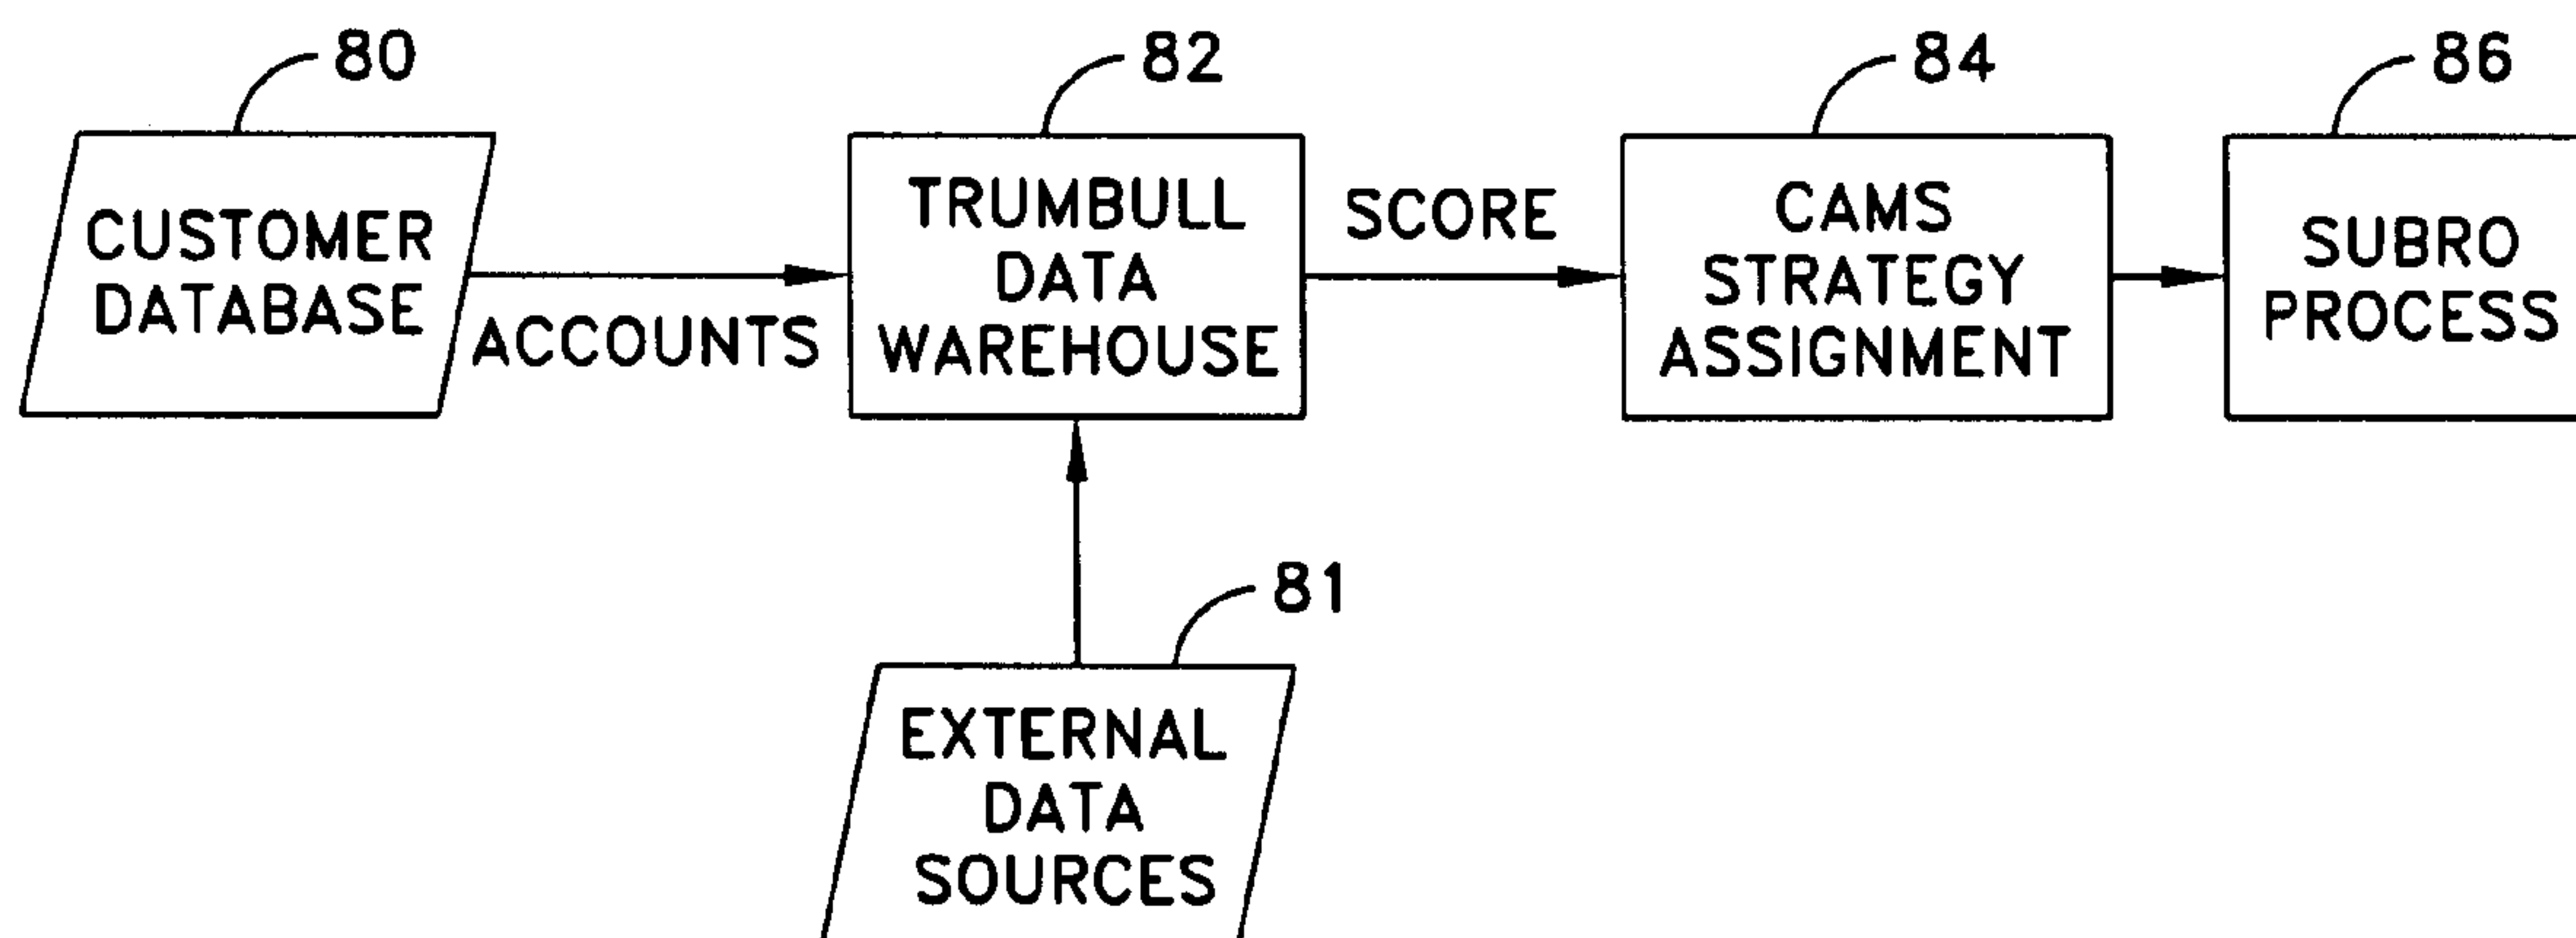 80
82
84
86
CUSTOMER
DATABASE
ACCOUNTS
TRUMBULL
DATA
WAREHOUSE
SCORE
CAMS
STRATEGY
ASSIGNMENT
SUBRO
PROCESS
81
EXTERNAL
DATA
SOURCES